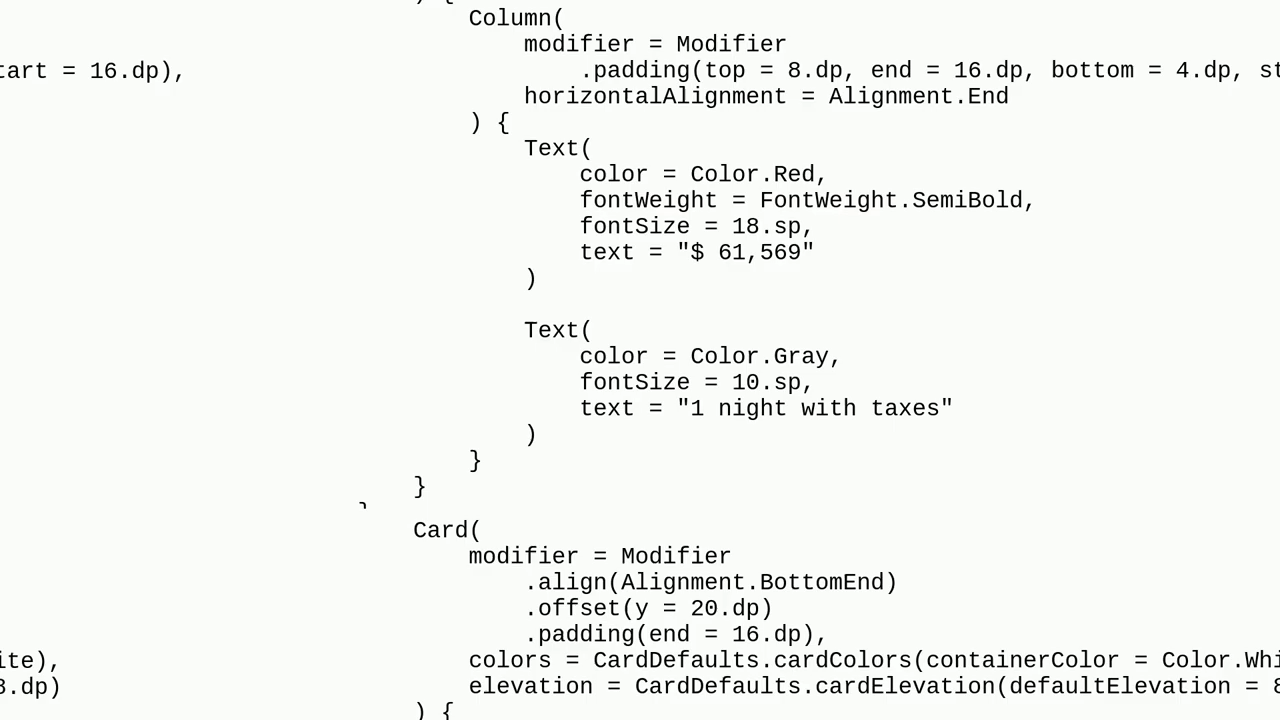 ) {
Column(
modifier = Modifier
.padding(top = 8.dp, end = 16.dp, bottom = 4.dp, st
tart = 16.dp),
horizontalAlignment = Alignment.End
) {
Text(
color = Color.Red,
fontWeight = FontWeight.SemiBold,
fontSize = 18.sp,
text = "$ 61,569"
)
Text(
color = Color.Gray,
fontSize = 10.sp,
text = "1 night with taxes"
)
}
}
}
Card(
modifier = Modifier
.align(Alignment.BottomEnd)
.offset(y = 20.dp)
.padding(end = 16.dp),
colors = CardDefaults.cardColors(containerColor = Color.Whi
ite),
elevation = CardDefaults.cardElevation(defaultElevation = 8
8.dp)
) {